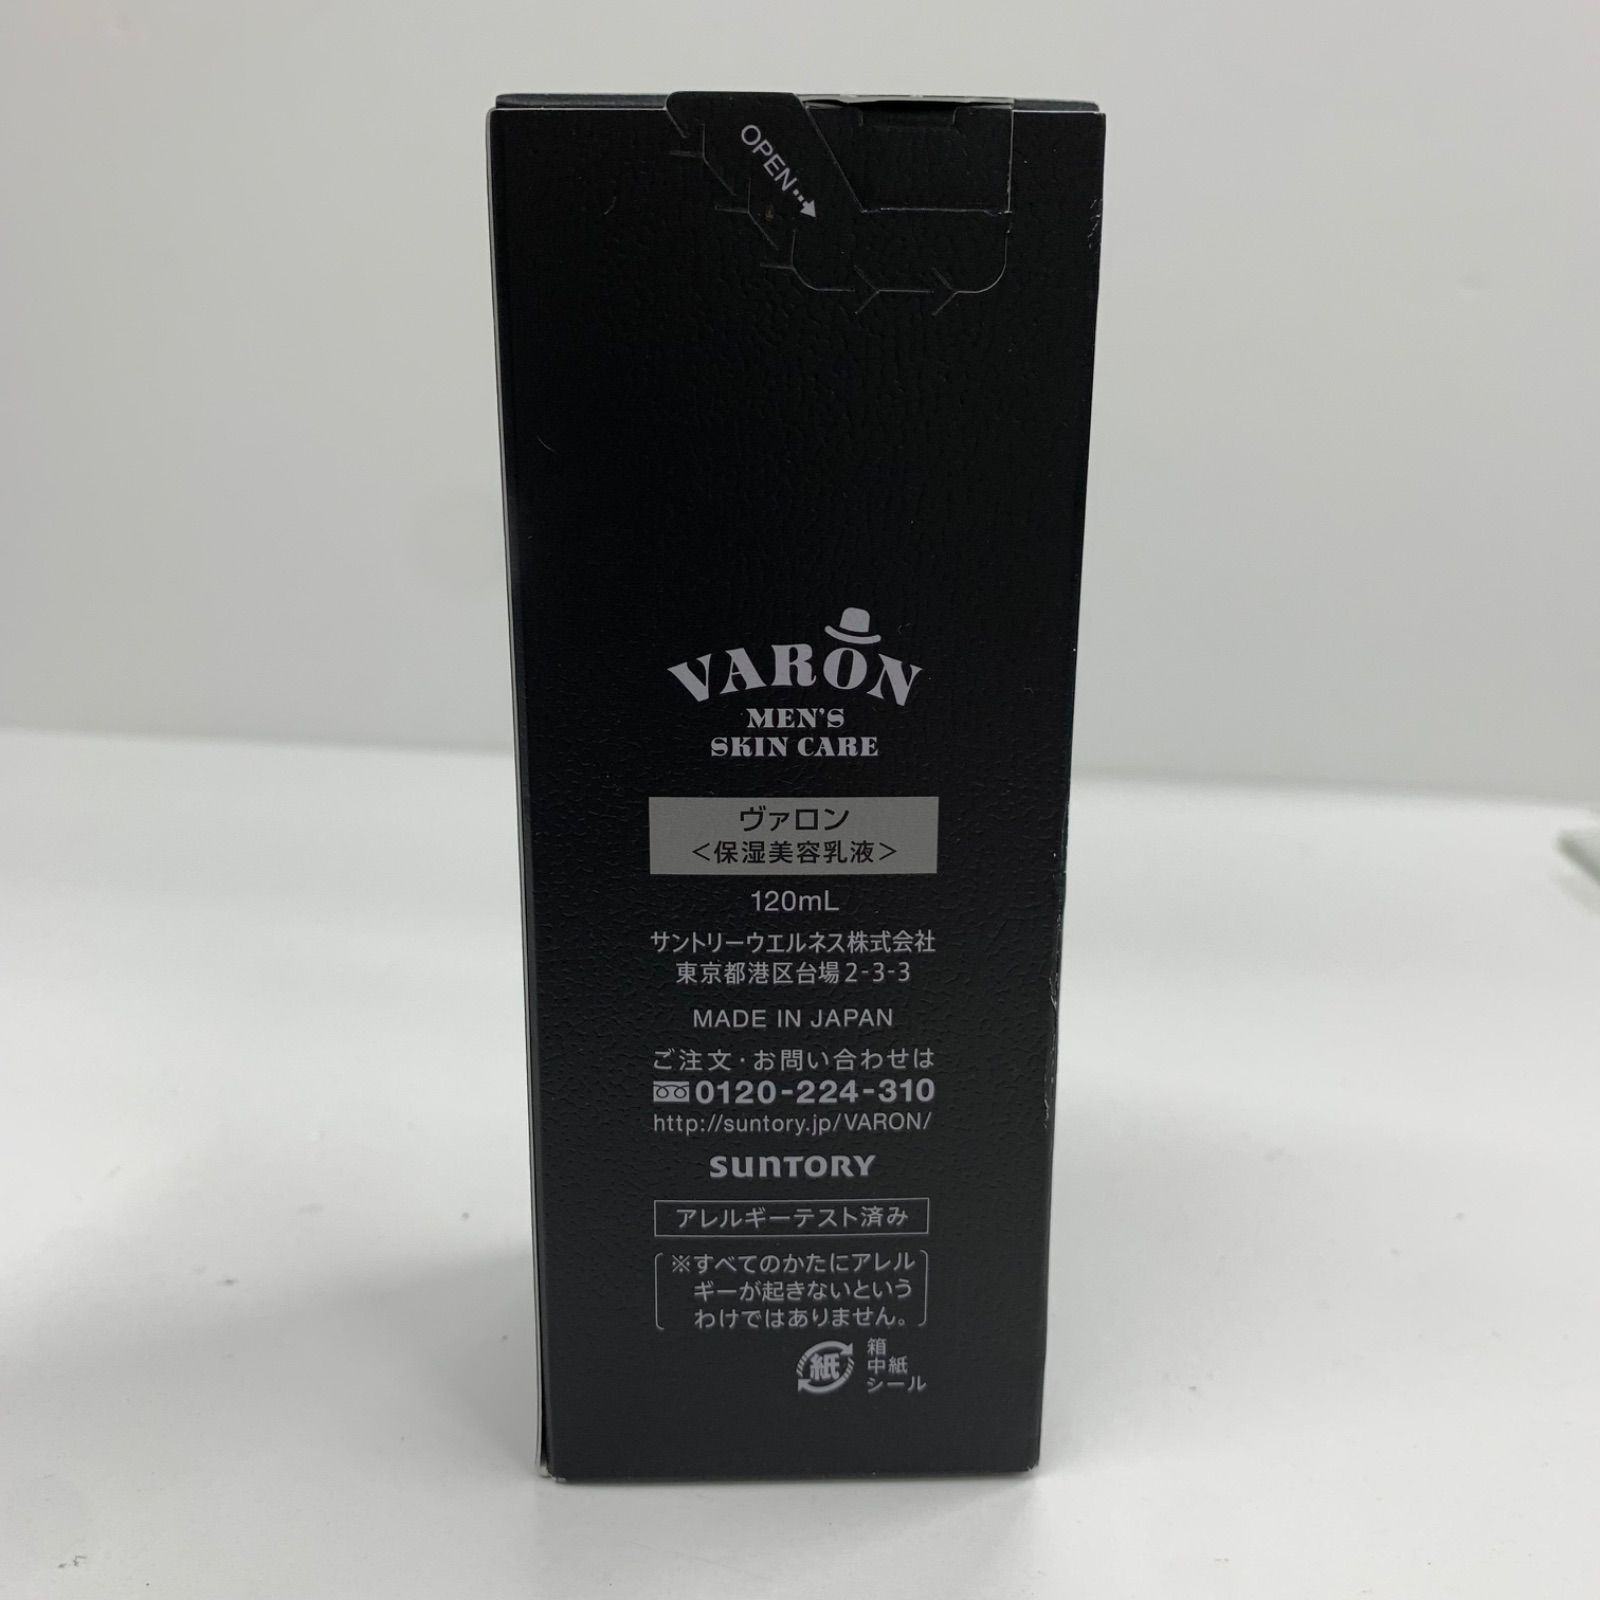 OPEN
VARON
MEN'S
SKIN CARE
ヴァロン
<保湿美容乳液>
120mL
サントリーウエルネス株式会社
東京都港区台場2-3-3
MADE IN JAPAN
ご注文・お問い合わせは
0120-224-310
http://suntory.jp/VARON/
SUNTORY
アレルギーテスト済み
※すべてのかたにアレル
ギーが起きないという
わけではありません。
紙
箱
中紙
シール